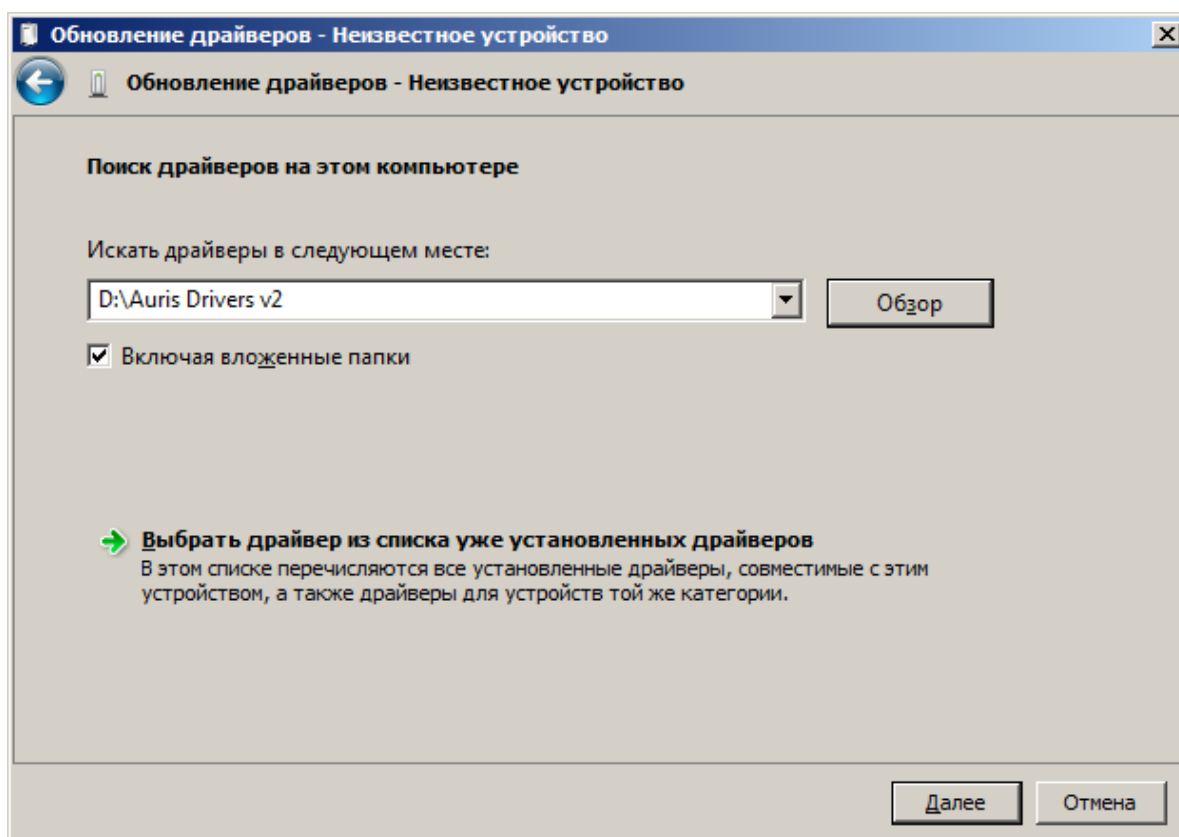 Обновление драйверов - Неизвестное устройство
Обновление драйверов - Неизвестное устройство
Поиск драйверов на этом компьютере
Искать драйверы в следующем месте:
D:\Auris Drivers v2
Обзор
Включая вложенные папки
Выбрать драйвер из списка уже установленных драйверов
В этом списке перечисляются все установленные драйверы, совместимые с этим
устройством, а также драйверы для устройств той же категории.
Далее
Отмена